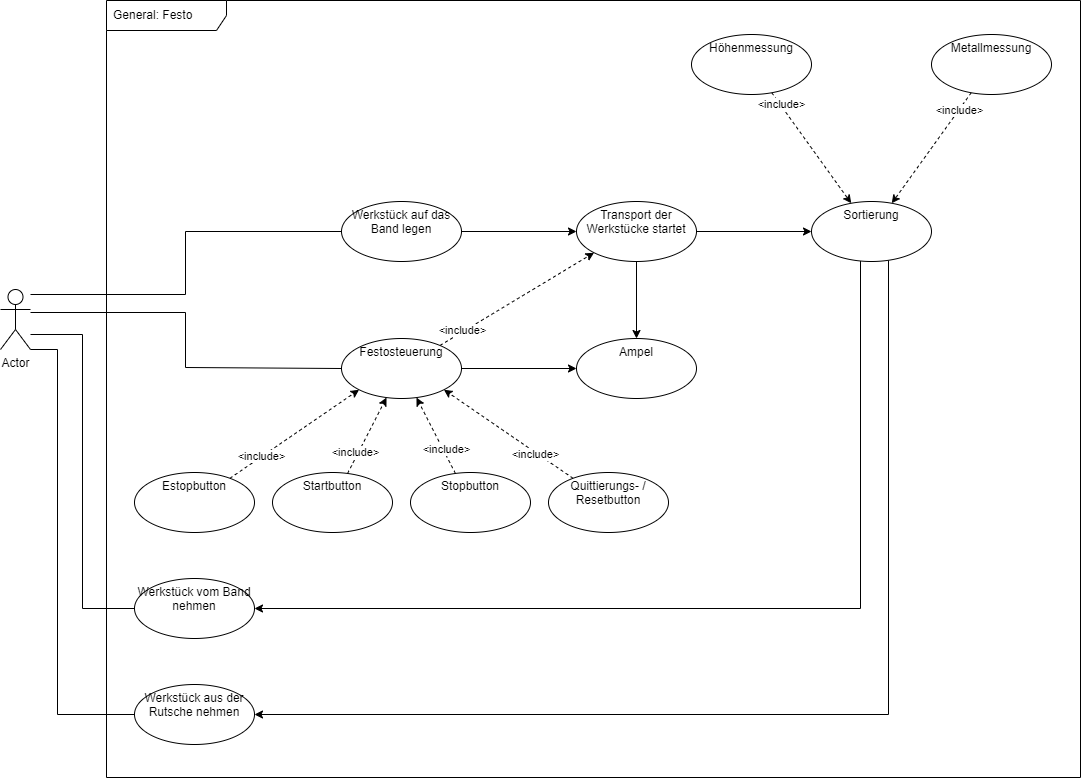 General: Festo
Höhenmessung
Metallmessung
<include>
<include>
Werkstück auf das
Band legen
Transport der
Werkstücke startet
Sortierung
Actor
<include>
Festosteuerung
Ampel
<include>
<include>
<include>
<include>
Estopbutton
Startbutton
Stopbutton
Quittierungs- /
Resetbutton
Werkstück vom Band
nehmen
Werkstück aus der
Rutsche nehmen